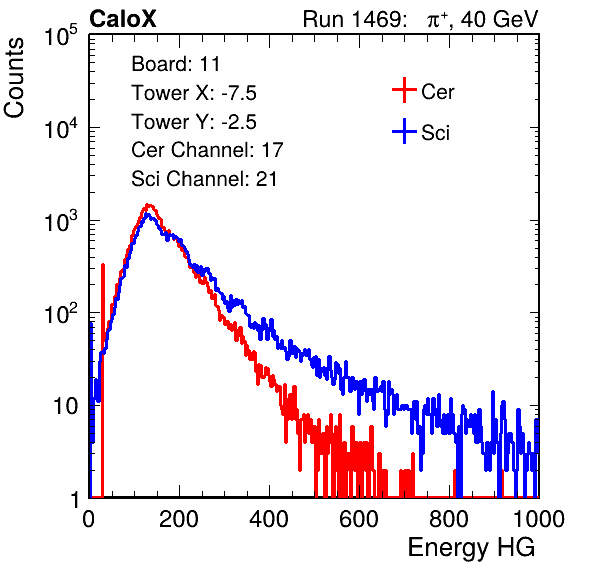 CaloX Run 1469: π⁺, 40 GeV
Board: 11
Tower X: -7.5
Tower Y: -2.5
Cer Channel: 17
Sci Channel: 21
Cer
Sci
Counts
10⁵
10⁴
10³
10²
10
1
0 200 400 600 800 1000
Energy HG